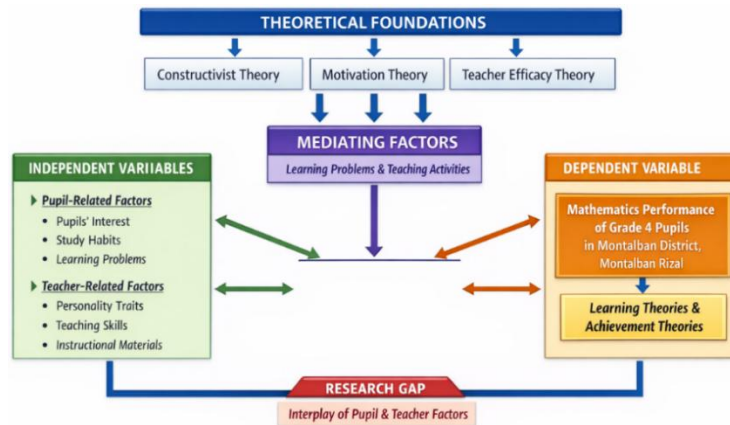 THEORETICAL FOUNDATIONS
Constructivist Theory
Motivation Theory
Teacher Efficacy Theory
MEDIATING FACTORS
Learning Problems & Teaching Activities
INDEPENDENT VARIIABLES
Pupil-Related Factors
• Pupils' Interest
• Study Habits
• Learning Problems
Teacher-Related Factors
• Personality Traits
• Teaching Skills
• Instructional Materials
DEPENDENT VARIABLE
Mathematics Performance
of Grade 4 Pupils
in Montalban District,
Montalban Rizal
Learning Theories &
Achievement Theories
RESEARCH GAP
Interplay of Pupil & Teacher Factors